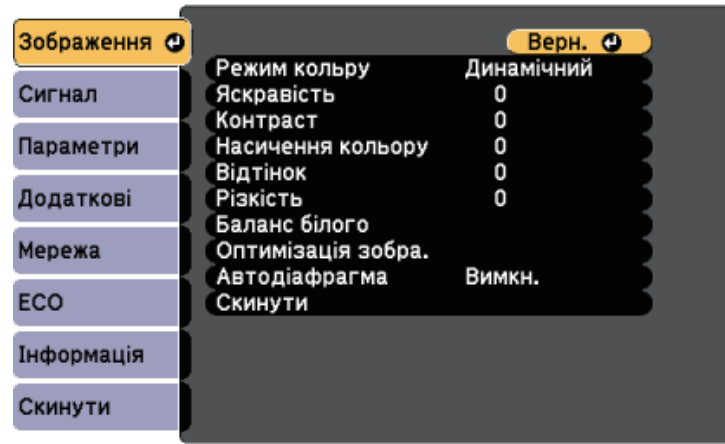 Зображення
Сигнал
Параметри
Додаткові
Мережа
ECO
Інформація
Скинути
Верн.
Режим кольру Динамічний
Яскравість 0
Контраст 0
Насичення кольору 0
Відтінок 0
Різкість 0
Баланс білого
Оптимізація зобра.
Автодіафрагма Вимкн.
Скинути